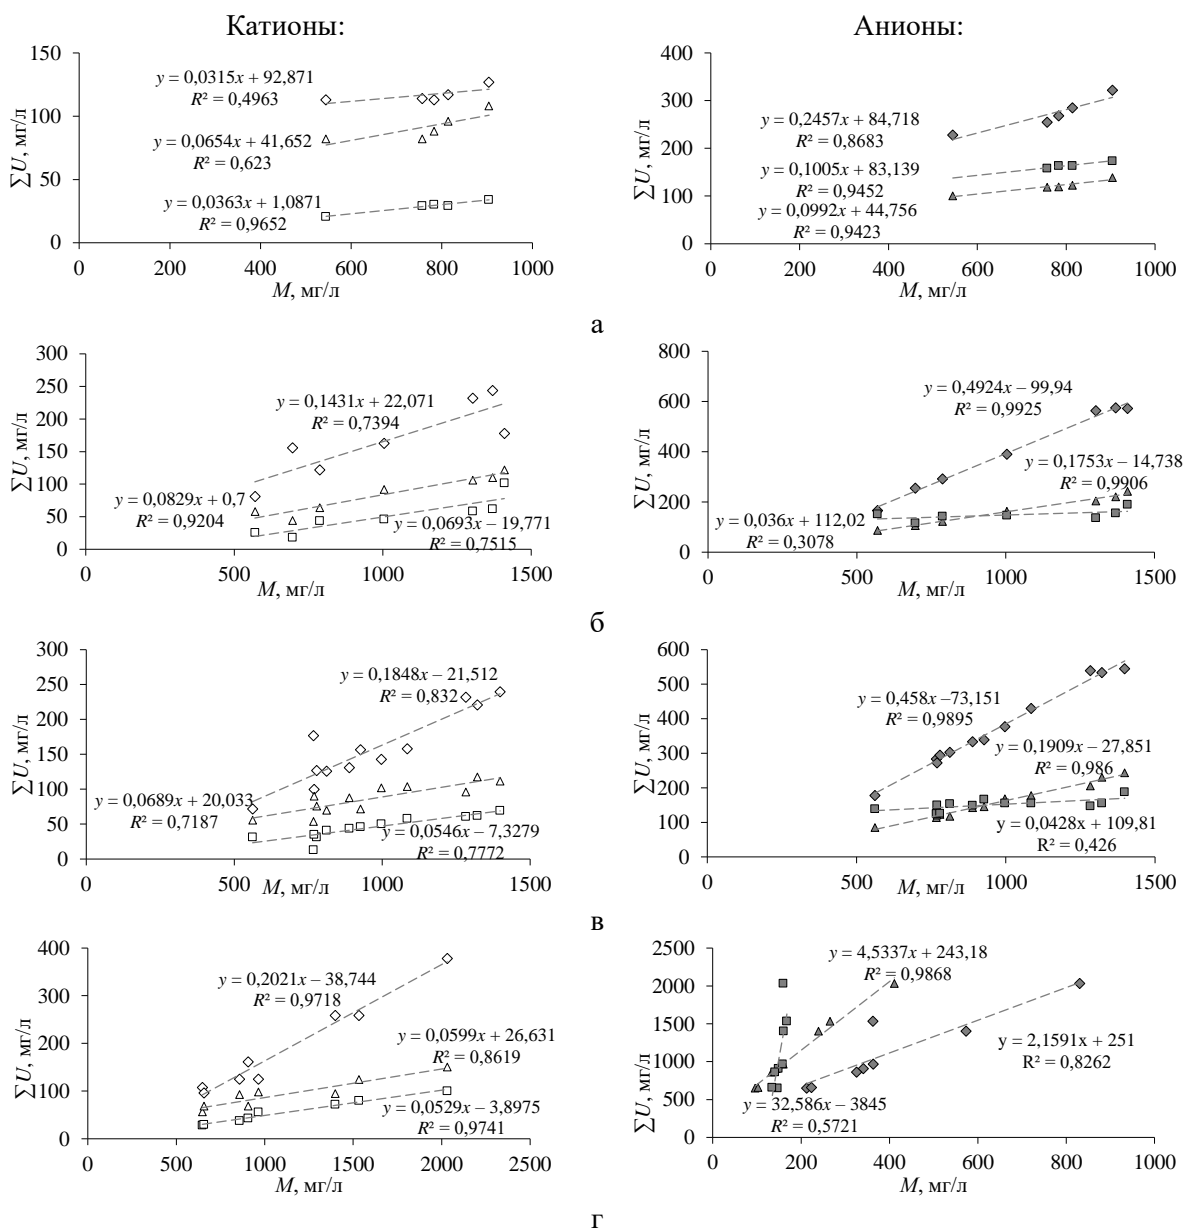 Катионы:
Анионы:
150
100
50
0
∑U, мг/л
y = 0,0315x + 92,871
R² = 0,4963
y = 0,0654x + 41,652
R² = 0,623
y = 0,0363x + 1,0871
R² = 0,9652
0 200 400 600 800 1000
M, мг/л
400
300
200
100
0
∑U, мг/л
y = 0,2457x + 84,718
R² = 0,8683
y = 0,1005x + 83,139
R² = 0,9452
y = 0,0992x + 44,756
R² = 0,9423
0 200 400 600 800 1000
M, мг/л
а
300
250
200
150
100
50
0
∑U, мг/л
y = 0,1431x + 22,071
R² = 0,7394
y = 0,0829x + 0,7
R² = 0,9204
y = 0,0693x – 19,771
R² = 0,7515
0 500 1000 1500
M, мг/л
800
600
400
200
0
∑U, мг/л
y = 0,4924x – 99,94
R² = 0,9925
y = 0,1753x – 14,738
R² = 0,9906
y = 0,036x + 112,02
R² = 0,3078
0 500 1000 1500
M, мг/л
б
300
250
200
150
100
50
0
∑U, мг/л
y = 0,1848x – 21,512
R² = 0,832
y = 0,0689x + 20,033
R² = 0,7187
y = 0,0546x – 7,3279
R² = 0,7772
0 500 1000 1500
M, мг/л
600
500
400
300
200
100
0
∑U, мг/л
y = 0,458x –73,151
R² = 0,9895
y = 0,1909x – 27,851
R² = 0,986
y = 0,0428x + 109,81
R² = 0,426
0 500 1000 1500
M, мг/л
в
400
300
200
100
0
∑U, мг/л
y = 0,2021x – 38,744
R² = 0,9718
y = 0,0599x + 26,631
R² = 0,8619
y = 0,0529x – 3,8975
R² = 0,9741
0 500 1000 1500 2000 2500
M, мг/л
2500
2000
1500
1000
500
0
∑U, мг/л
y = 4,5337x + 243,18
R² = 0,9868
y = 2,1591x + 251
R² = 0,8262
y = 32,586x – 3845
R² = 0,5721
0 200 400 600 800 1000
M, мг/л
г